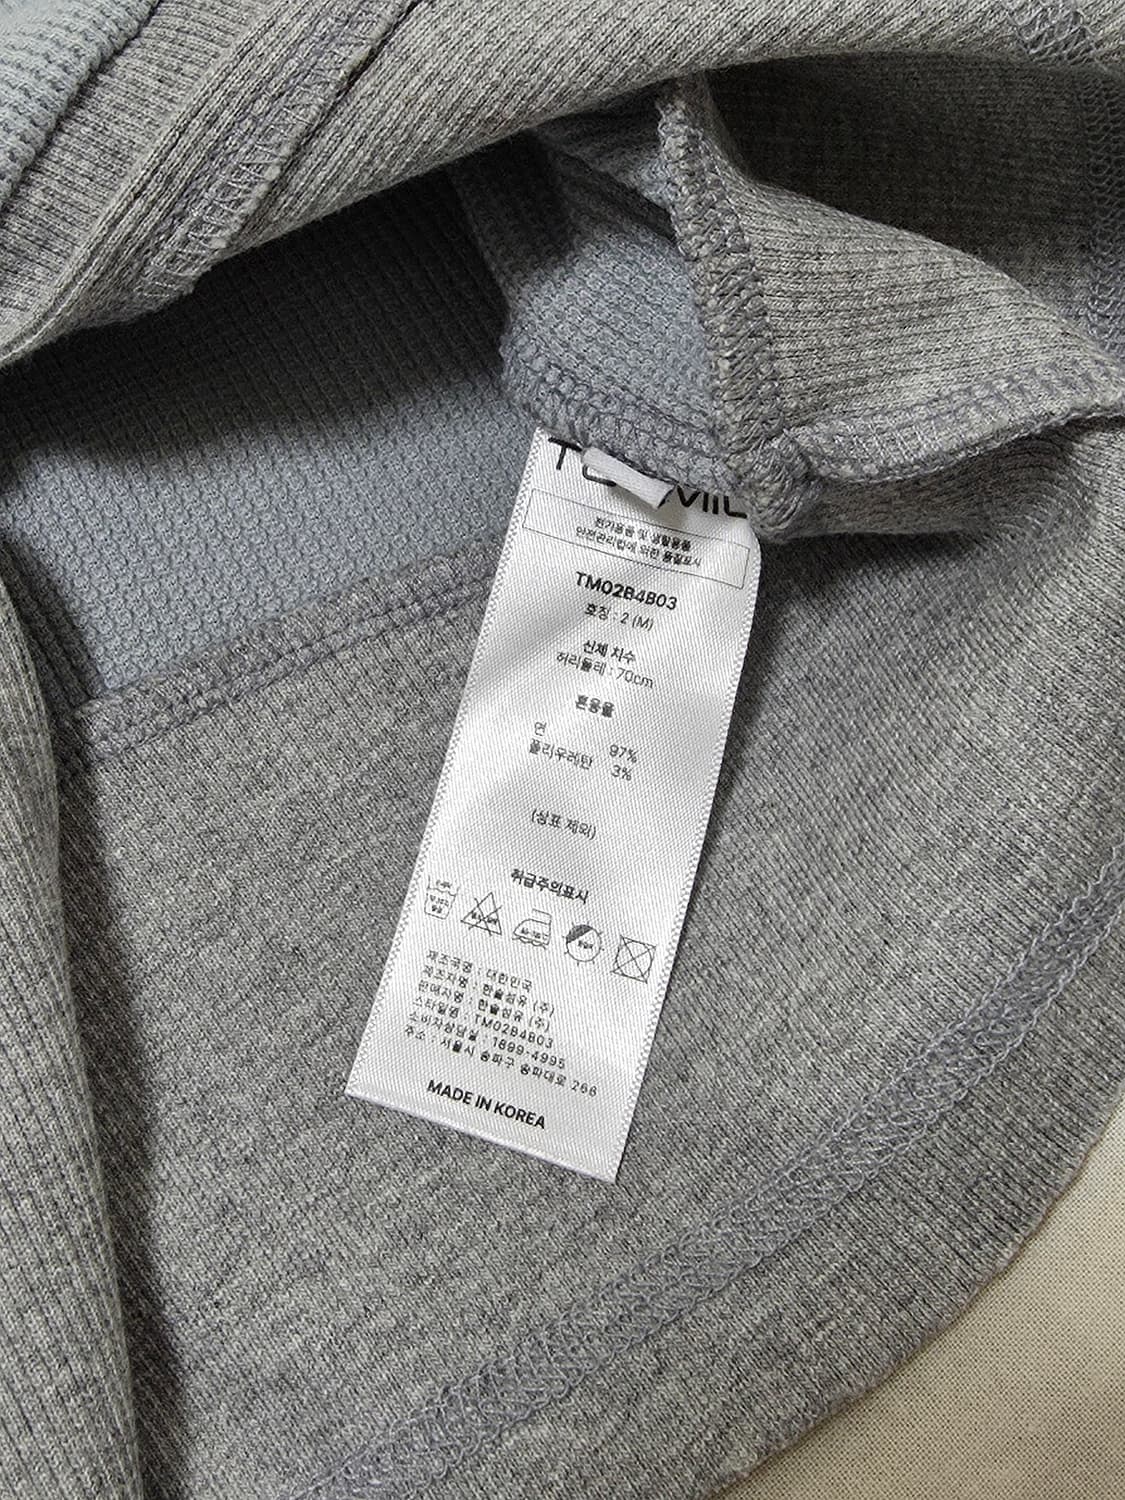 전기용품 및 생활용품
안전관리법에 의한 품질표시
TM02B4B03
호칭 : 2 (M)
신체 치수
허리둘레 : 70cm
혼용율
면 97%
폴리우레탄 3%
(상표 제외)
취급주의표시
제조국명 : 대한민국
제조자명 : 한솔섬유 (주)
판매자명 : 한솔섬유 (주)
스타일명 : TM02B4B03
소비자상담실 : 1899-4995
주소 : 서울시 송파구 송파대로 266
MADE IN KOREA